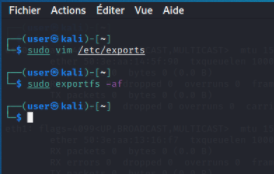 Fichier Actions Éditer Vue Aide
┌──(user㉿kali)-[~]
└─$ sudo vim /etc/exports
┌──(user㉿kali)-[~]
└─$ sudo exportfs -af
┌──(user㉿kali)-[~]
└─$